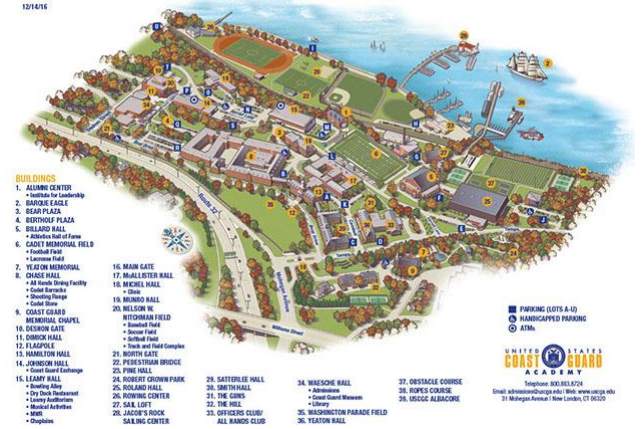 12/14/16
BUILDINGS
1. ALUMNI CENTER
• Institute for Leadership
2. BARQUE EAGLE
3. BEAR PLAZA
4. BERTHOLF PLAZA
5. BILLARD HALL
• Athletics Hall of Fame
6. CADET MEMORIAL FIELD
• Football Field
• Lacrosse Field
7. YEATON MEMORIAL
8. CHASE HALL
• All Hands Dining Facility
• Cadet Barracks
• Shooting Range
• Cadet Store
9. COAST GUARD
MEMORIAL CHAPEL
10. DESHON GATE
11. DIMICK HALL
12. FLAGPOLE
13. HAMILTON HALL
14. JOHNSON HALL
• Coast Guard Exchange
15. LEAMY HALL
• Bowling Alley
• Dry Dock Restaurant
• Leamy Auditorium
• Musical Activities
• MWR
• Chaplains
16. MAIN GATE
17. McALLISTER HALL
18. MICHEL HALL
• Clinic
19. MUNRO HALL
20. NELSON W.
NITCHMAN FIELD
• Baseball Field
• Soccer Field
• Softball Field
• Track and Field Complex
21. NORTH GATE
22. PEDESTRIAN BRIDGE
23. PINE HALL
24. ROBERT CROWN PARK
25. ROLAND HALL
26. ROWING CENTER
27. SAIL LOFT
28. JACOB'S ROCK
SAILING CENTER
29. SATTERLEE HALL
30. SMITH HALL
31. THE GUNS
32. THE HILL
33. OFFICERS CLUB/
ALL HANDS CLUB
34. WAESCHE HALL
• Admissions
• Coast Guard Museum
• Library
35. WASHINGTON PARADE FIELD
36. YEATON HALL
37. OBSTACLE COURSE
38. ROPES COURSE
39. USCGC ALBACORE
Route 32
Mohegan Avenue
Williams Street
PARKING (LOTS A-U)
HANDICAPPED PARKING
ATMs
UNITED STATES
COAST GUARD
ACADEMY
Telephone: 800.883.8724
Email: admissions@uscga.edu | Web: www.uscga.edu
31 Mohegan Avenue | New London, CT 06320